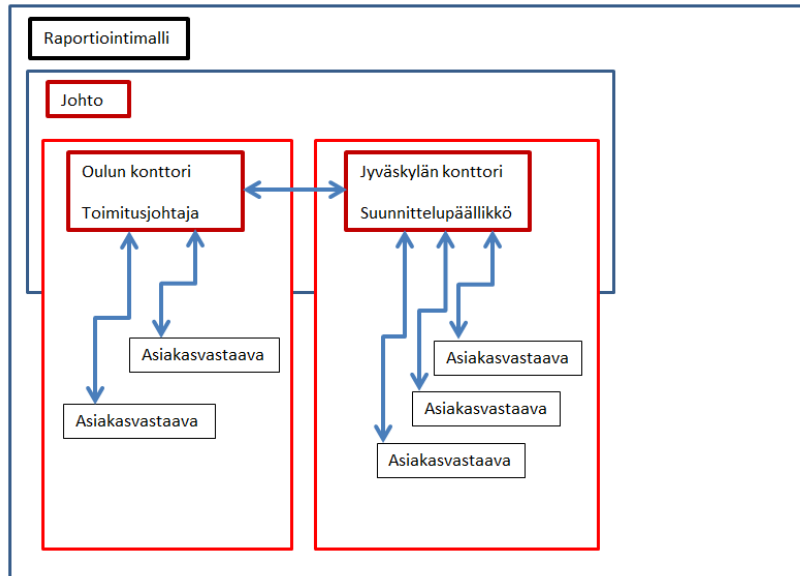 Raportiointimalli
Johto
Oulun konttori
Toimitusjohtaja
Jyväskylän konttori
Suunnittelupäällikkö
Asiakasvastaava
Asiakasvastaava
Asiakasvastaava
Asiakasvastaava
Asiakasvastaava